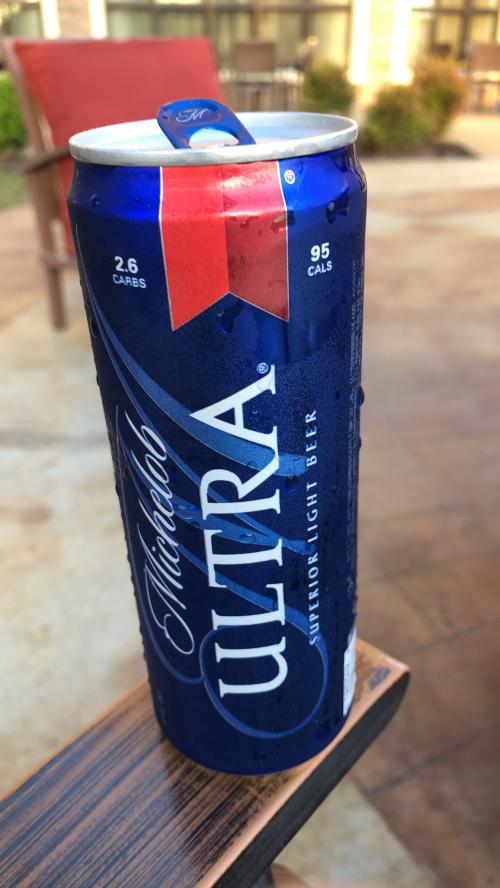 M
®
2.6
CARBS
95
CALS
Michelob
ULTRA®
SUPERIOR LIGHT BEER